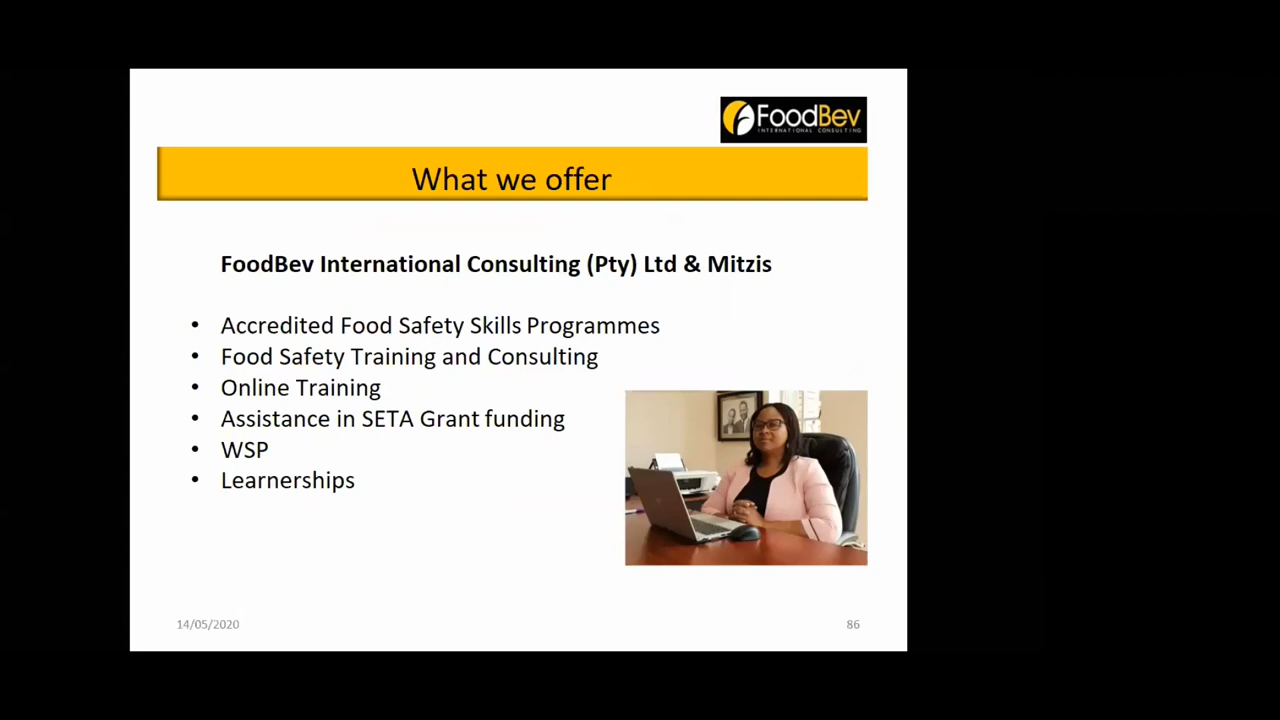 FoodBev
INTERNATIONAL CONSULTING
What we offer
FoodBev International Consulting (Pty) Ltd & Mitzis
• Accredited Food Safety Skills Programmes
• Food Safety Training and Consulting
• Online Training
• Assistance in SETA Grant funding
• WSP
• Learnerships
14/05/2020
86